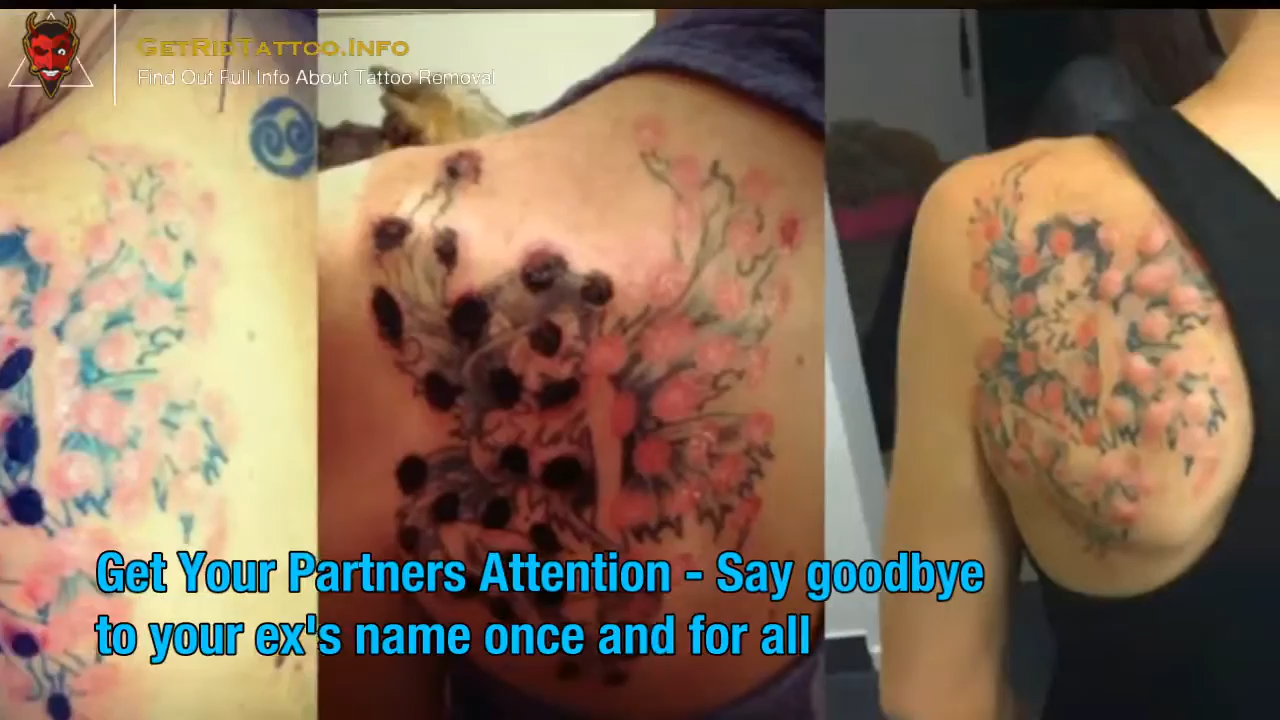 GetRidTattoo.Info
Find Out Full Info About Tattoo Removal
Get Your Partners Attention - Say goodbye
to your ex's name once and for all